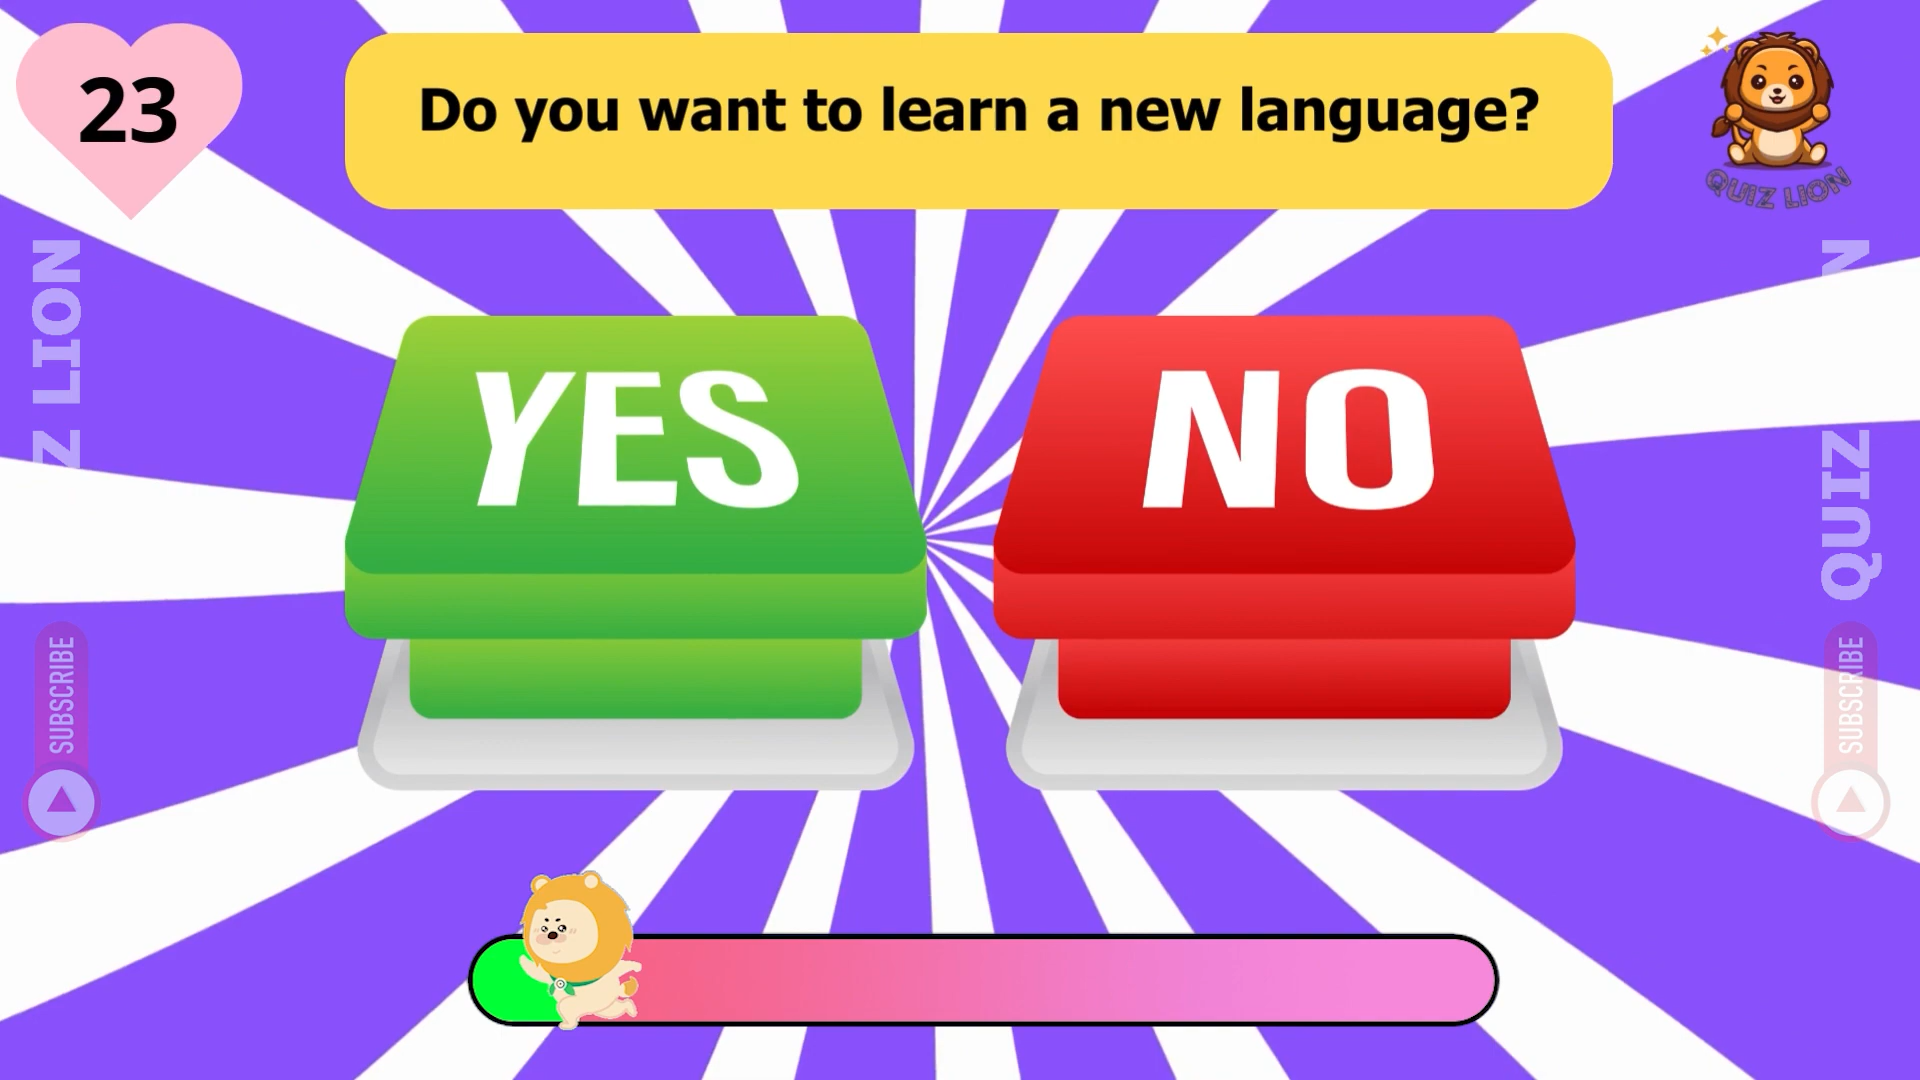 23
Do you want to learn a new language?
QUIZ LION
YES
NO
Z LION
QUIZ
N
SUBSCRIBE
SUBSCRIBE